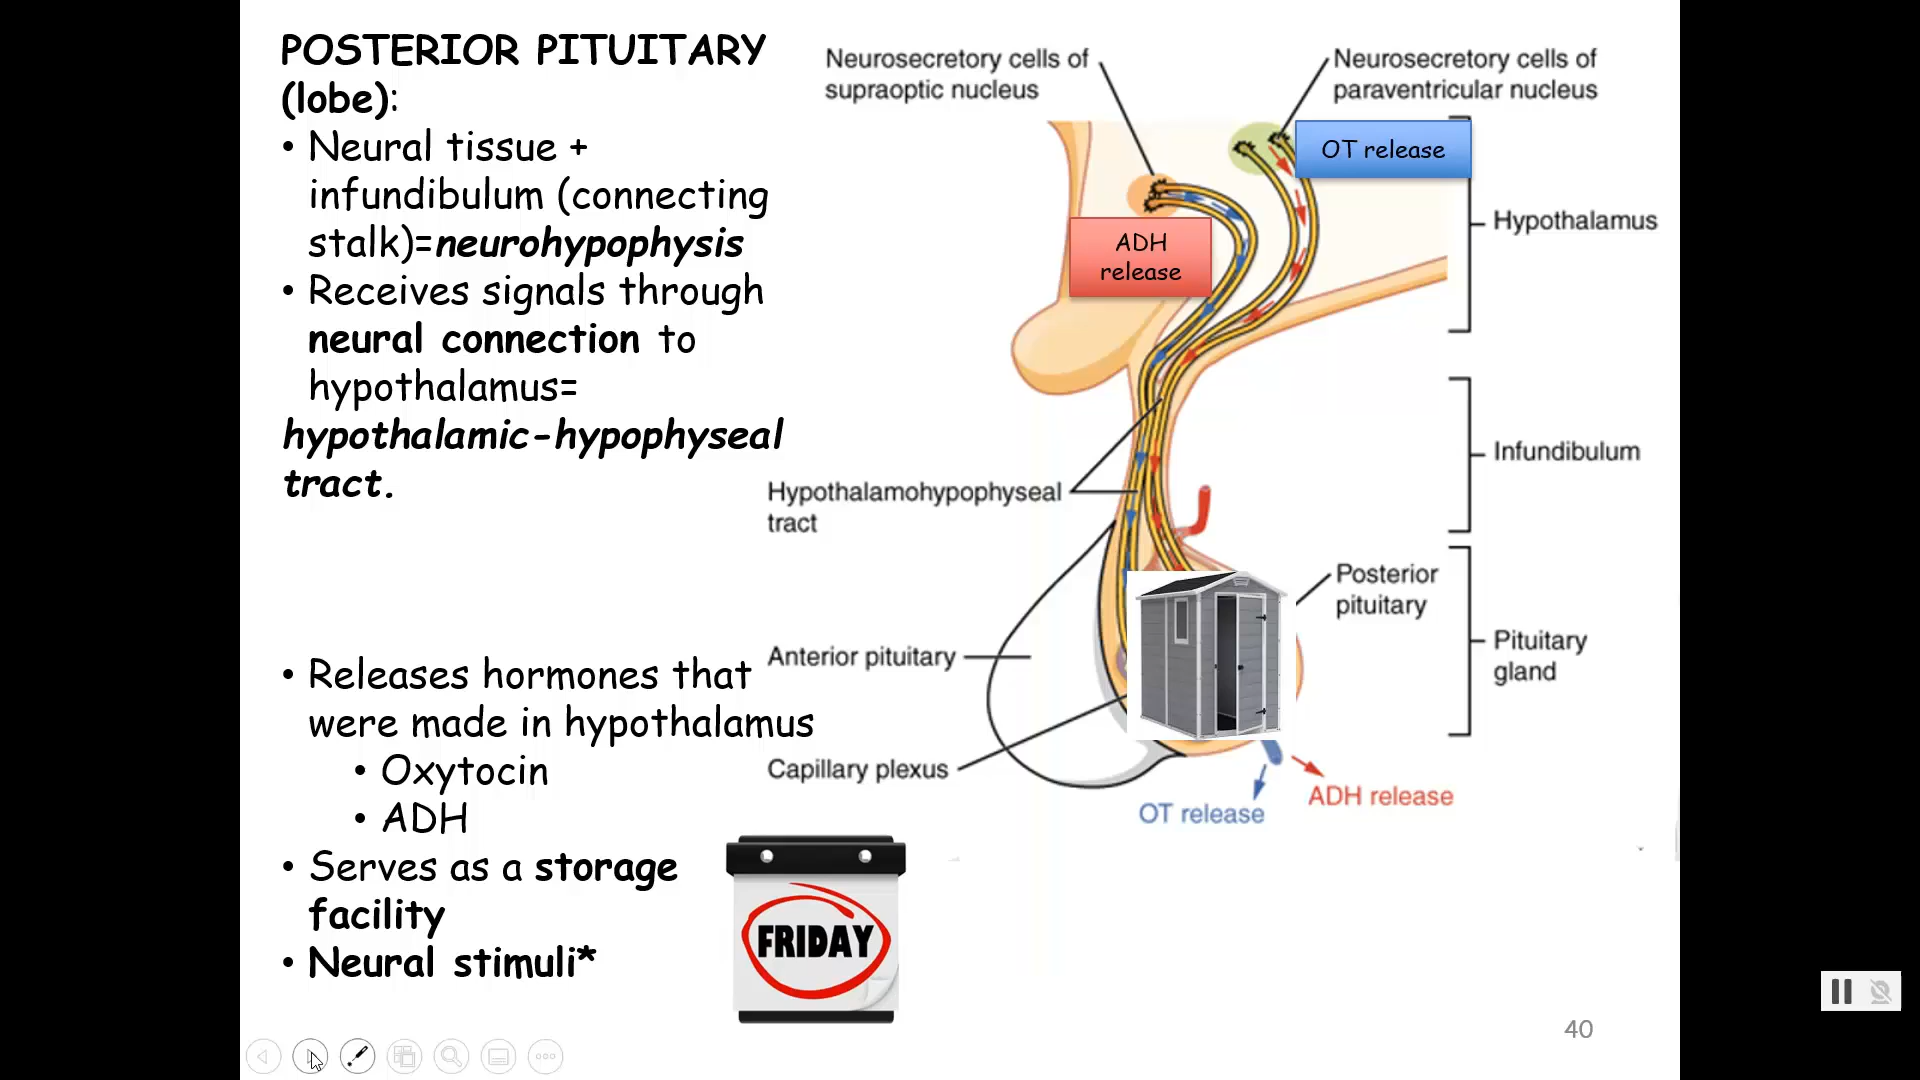 POSTERIOR PITUITARY
(lobe):
• Neural tissue +
infundibulum (connecting
stalk)=neurohypophysis
• Receives signals through
neural connection to
hypothalamus=
hypothalamic-hypophyseal
tract.
• Releases hormones that
were made in hypothalamus
• Oxytocin
• ADH
• Serves as a storage
facility
• Neural stimuli*
Neurosecretory cells of
supraoptic nucleus
Neurosecretory cells of
paraventricular nucleus
OT release
ADH
release
Hypothalamus
Infundibulum
Hypothalamohypophyseal
tract
Posterior
pituitary
Pituitary
gland
Anterior pituitary
Capillary plexus
OT release
ADH release
FRIDAY
40